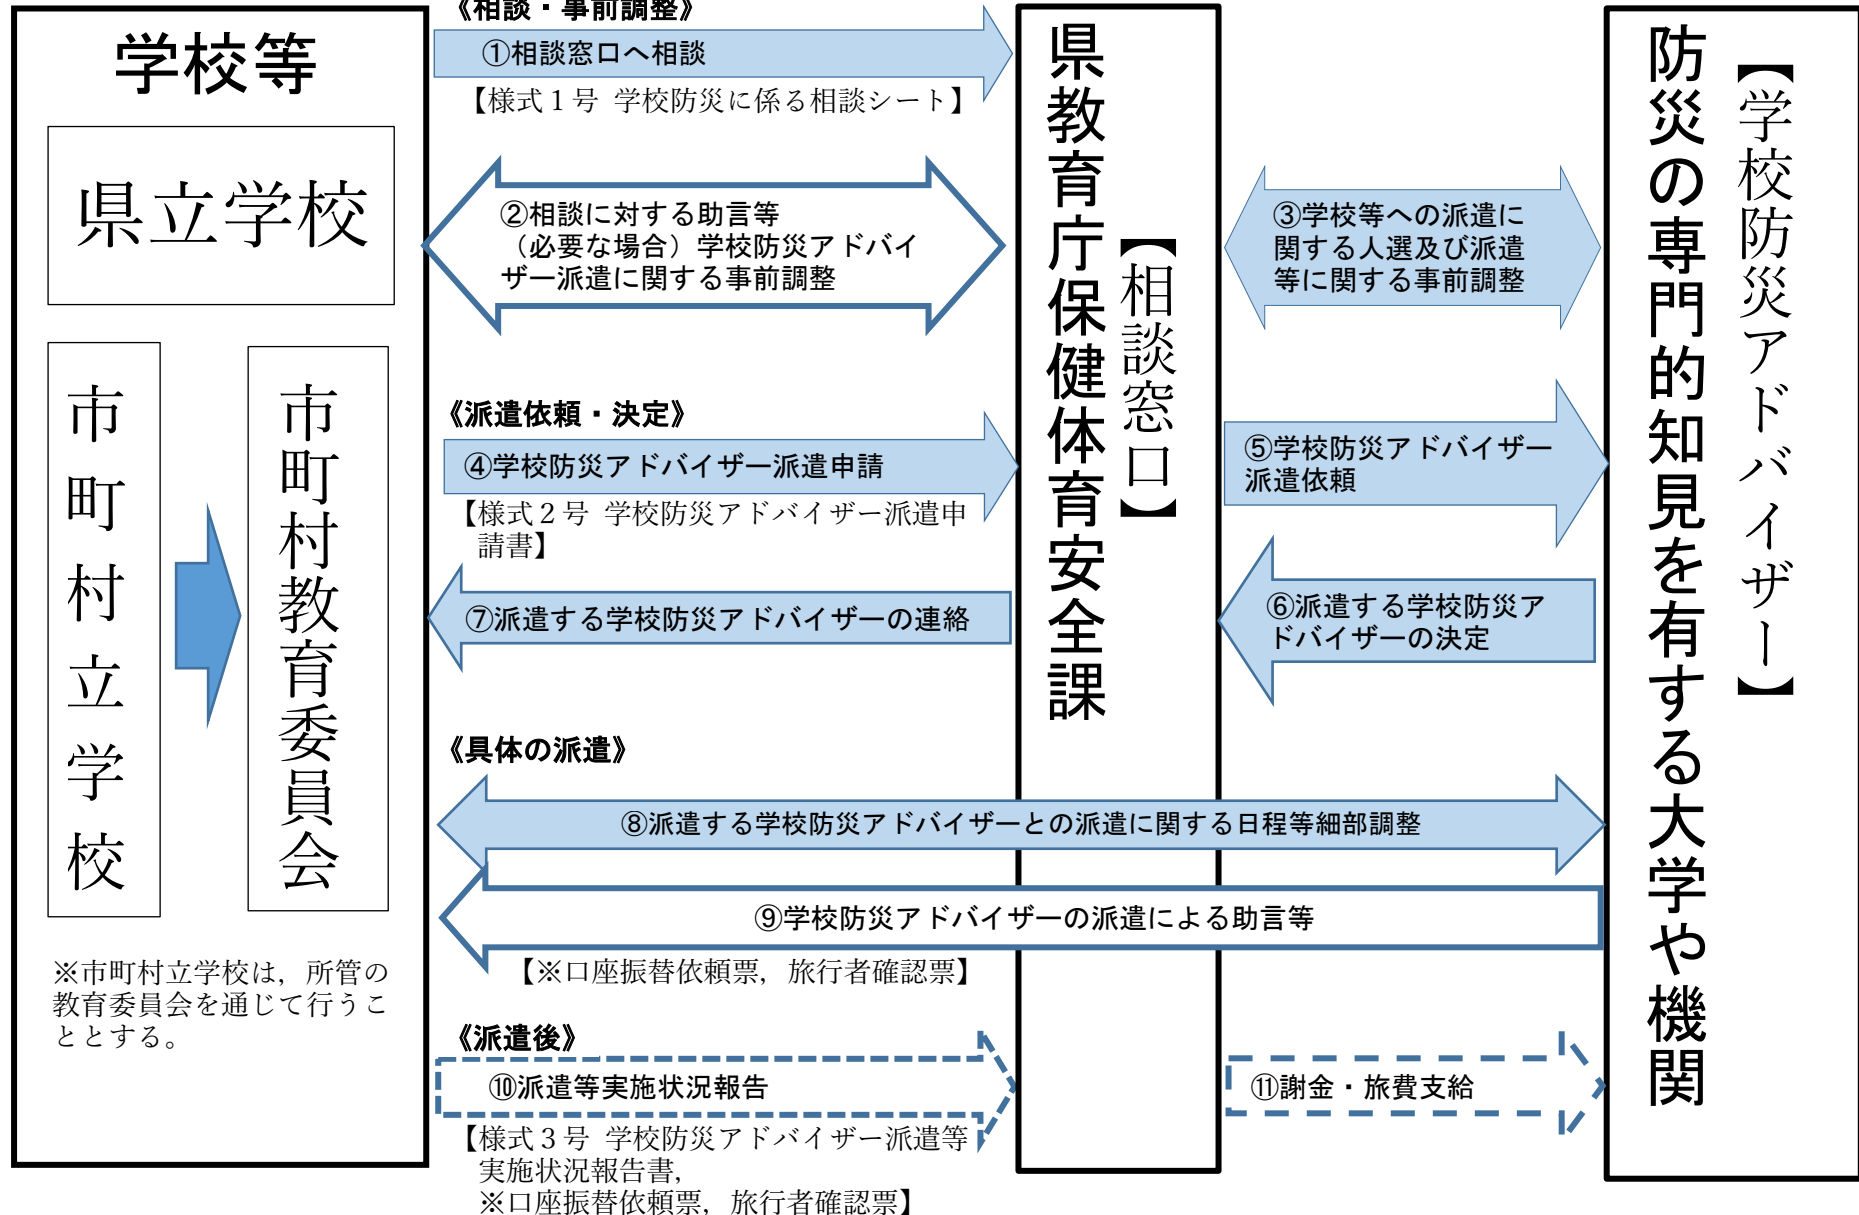 学校等
県立学校
市町村立学校
市町村教育委員会
※市町村立学校は，所管の
教育委員会を通じて行うこ
ととする。
《相談・事前調整》
①相談窓口へ相談
【様式１号 学校防災に係る相談シート】
②相談に対する助言等
（必要な場合）学校防災アドバイ
ザー派遣に関する事前調整
《派遣依頼・決定》
④学校防災アドバイザー派遣申請
【様式２号 学校防災アドバイザー派遣申
請書】
⑦派遣する学校防災アドバイザーの連絡
《具体の派遣》
⑧派遣する学校防災アドバイザーとの派遣に関する日程等細部調整
⑨学校防災アドバイザーの派遣による助言等
【※口座振替依頼票，旅行者確認票】
《派遣後》
⑩派遣等実施状況報告
【様式３号 学校防災アドバイザー派遣等
実施状況報告書，
※口座振替依頼票，旅行者確認票】
【相談窓口】
県教育庁保健体育安全課
③学校等への派遣に
関する人選及び派遣
等に関する事前調整
⑤学校防災アドバイザー
派遣依頼
⑥派遣する学校防災ア
ドバイザーの決定
⑪謝金・旅費支給
【学校防災アドバイザー】
防災の専門的知見を有する大学や機関